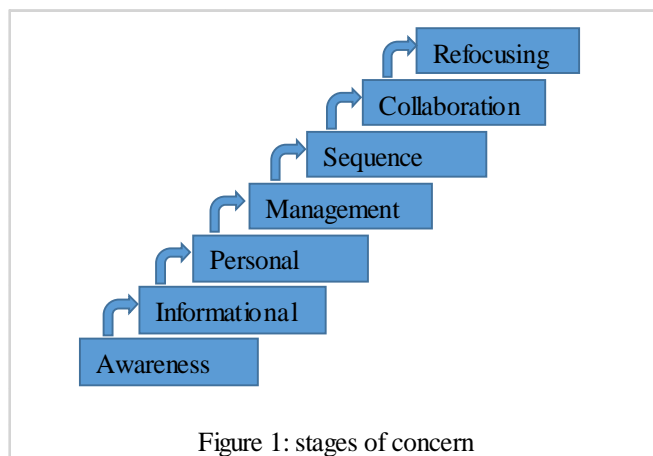 Refocusing
Collaboration
Sequence
Management
Personal
Informational
Awareness
Figure 1: stages of concern